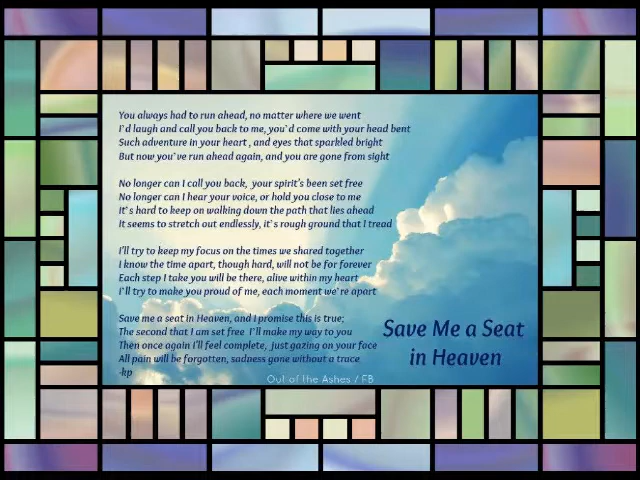 You always had to run ahead, no matter where we went
I`d laugh and call you back to me, you`d come with your head bent
Such adventure in your heart , and eyes that sparkled bright
But now you`ve run ahead again, and you are gone from sight
No longer can I call you back, your spirit's been set free
No longer can I hear your voice, or hold you close to me
It`s hard to keep on walking down the path that lies ahead
It seems to stretch out endlessly, it`s rough ground that I tread
I'll try to keep my focus on the times we shared together
I know the time apart, though hard, will not be for forever
Each step I take you will be there, alive within my heart
I`ll try to make you proud of me, each moment we`re apart
Save me a seat in Heaven, and I promise this is true;
The second that I am set free I'll make my way to you
Then once again I'll feel complete, just gazing on your face
All pain will be forgotten, sadness gone without a trace
-kp
Save Me a Seat
in Heaven
Out of the Ashes / FB